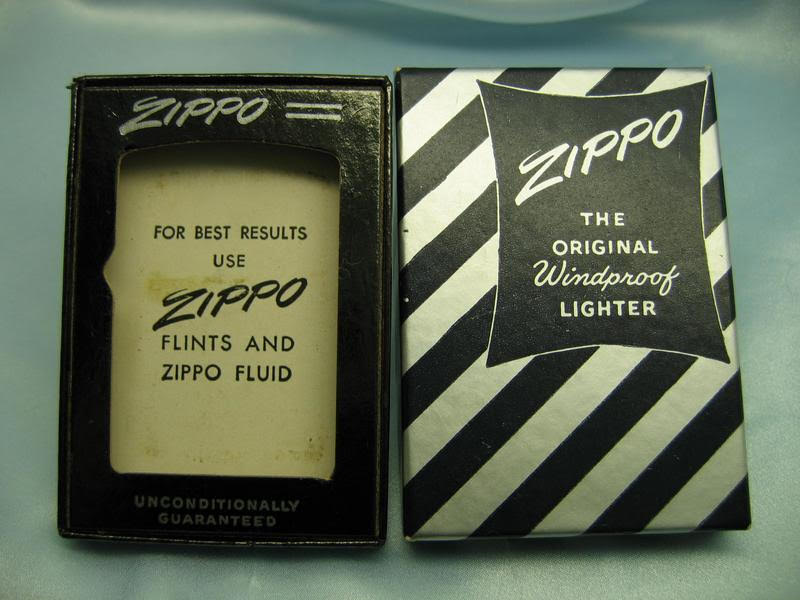 ZIPPO
FOR BEST RESULTS
USE
ZIPPO
FLINTS AND
ZIPPO FLUID
UNCONDITIONALLY
GUARANTEED
ZIPPO
THE
ORIGINAL
Windproof
LIGHTER